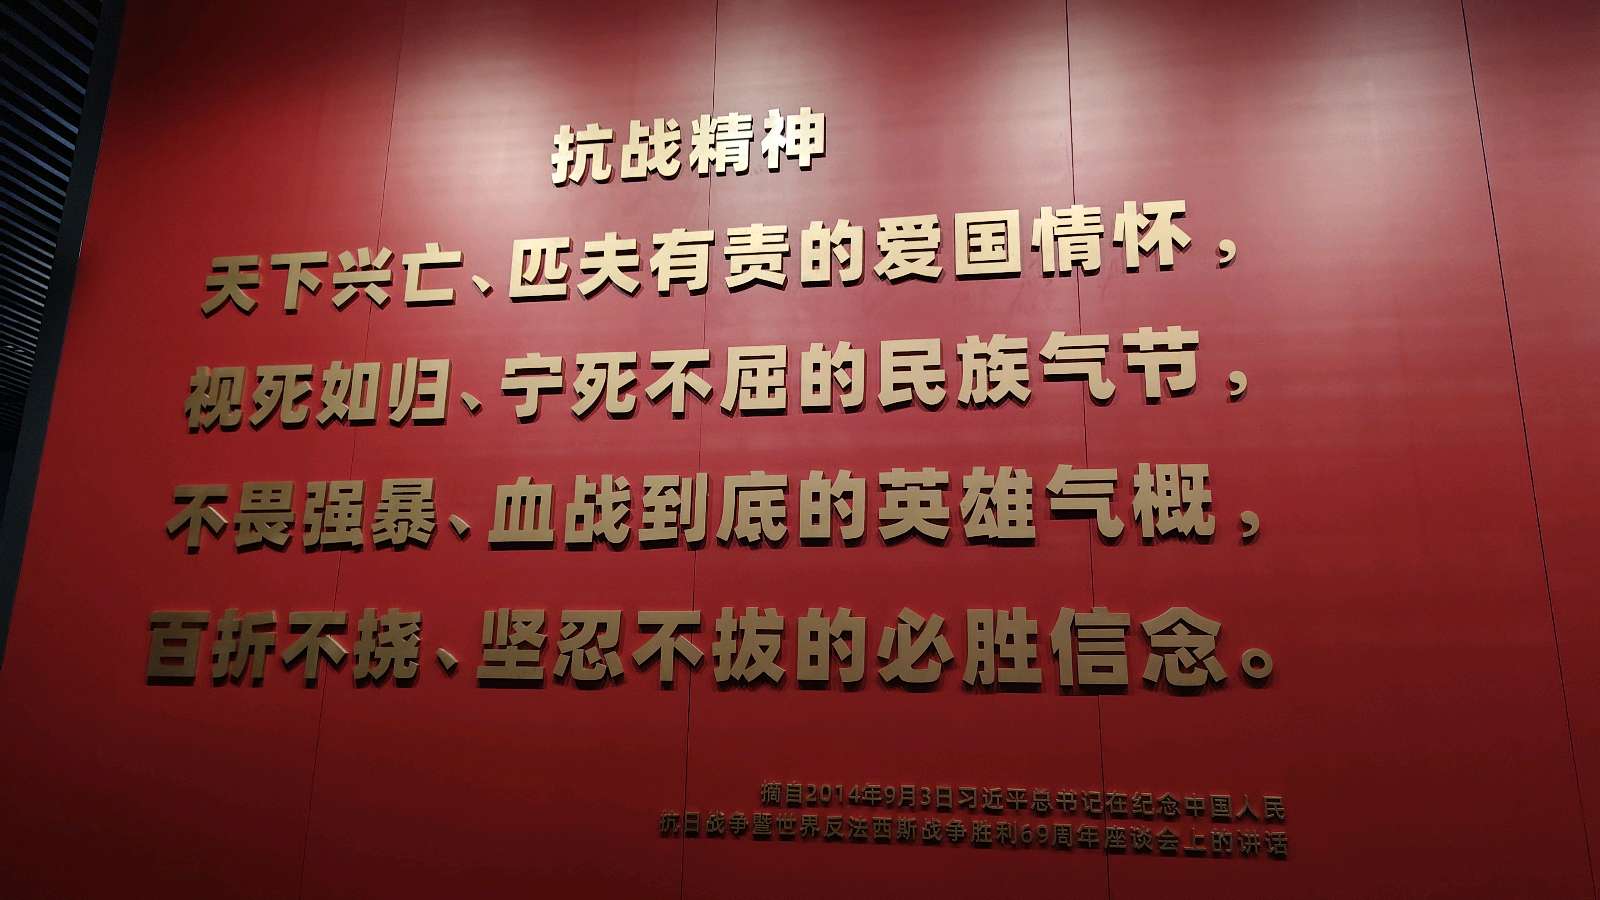 抗战精神
天下兴亡、匹夫有责的爱国情怀，
视死如归、宁死不屈的民族气节，
不畏强暴、血战到底的英雄气概，
百折不挠、坚忍不拔的必胜信念。
摘自2014年9月3日习近平总书记在纪念中国人民
抗日战争暨世界反法西斯战争胜利69周年座谈会上的讲话